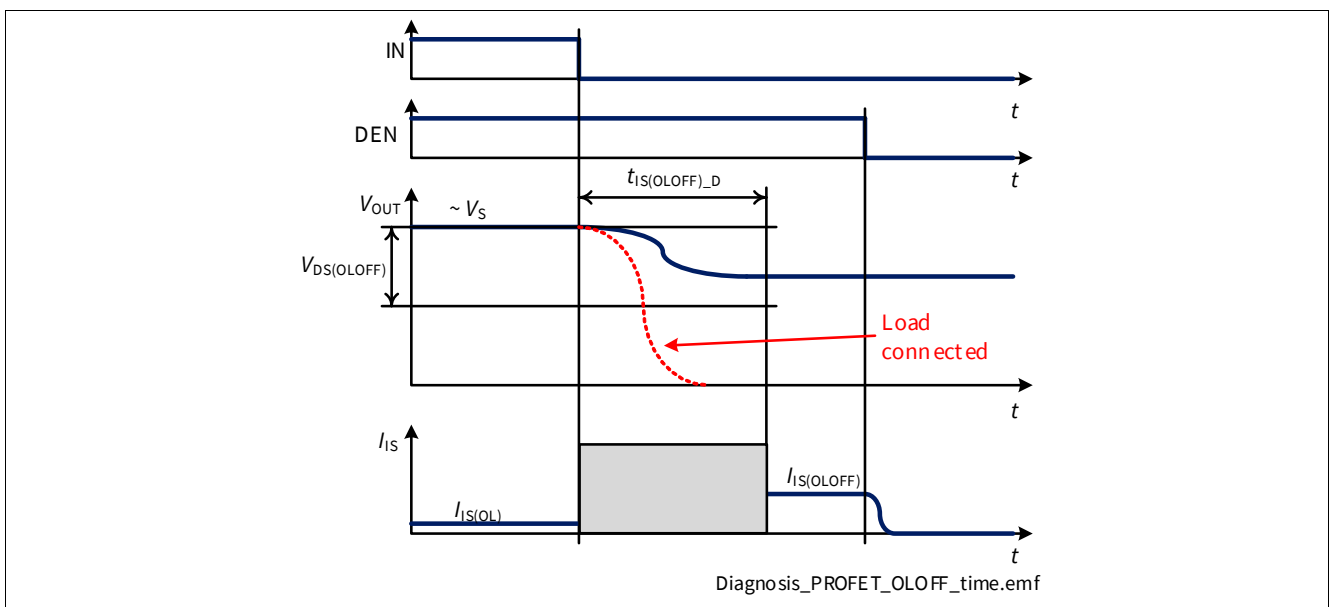 IN
t
DEN
t
tIS(OLOFF)_D
VOUT
~ VS
VDS(OLOFF)
Load
connected
t
IIS
IIS(OLOFF)
IIS(OL)
t
Diagnosis_PROFET_OLOFF_time.emf